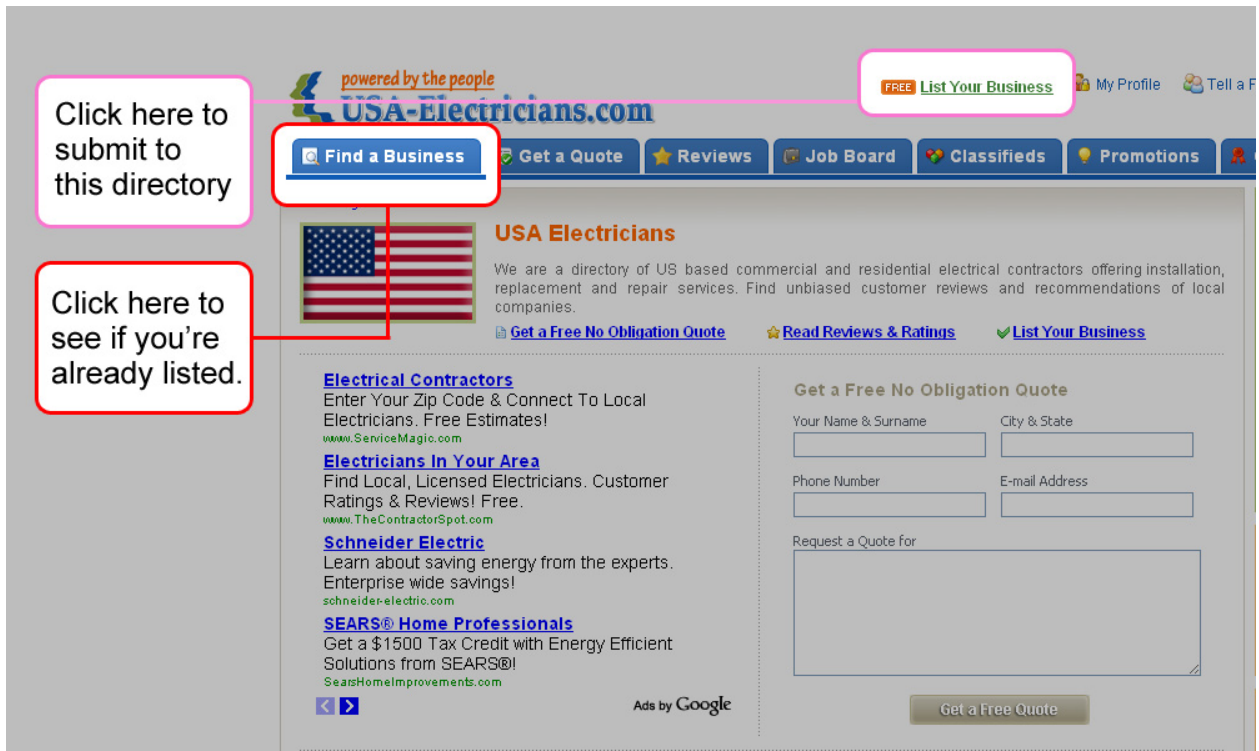 Click here to
submit to
this directory
Click here to
see if you're
already listed.
powered by the people
USA-Electricians.com
FREE List Your Business
My Profile
Tell a F
Find a Business
Get a Quote
Reviews
Job Board
Classifieds
Promotions
USA Electricians
We are a directory of US based commercial and residential electrical contractors offering installation,
replacement and repair services. Find unbiased customer reviews and recommendations of local
companies.
Get a Free No Obligation Quote
Read Reviews & Ratings
List Your Business
Electrical Contractors
Enter Your Zip Code & Connect To Local
Electricians. Free Estimates!
www.ServiceMagic.com
Electricians In Your Area
Find Local, Licensed Electricians. Customer
Ratings & Reviews! Free.
www.TheContractorSpot.com
Schneider Electric
Learn about saving energy from the experts.
Enterprise wide savings!
schneider-electric.com
SEARS® Home Professionals
Get a $1500 Tax Credit with Energy Efficient
Solutions from SEARS®!
SearsHomeImprovements.com
Ads by Google
Get a Free No Obligation Quote
Your Name & Surname
City & State
Phone Number
E-mail Address
Request a Quote for
Get a Free Quote